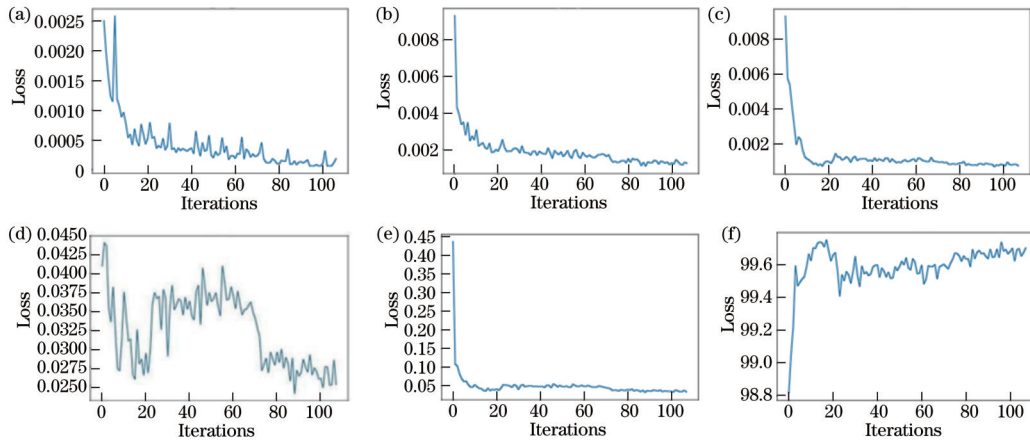 (a)
0.0025
0.0020
0.0015
0.0010
0.0005
0
Loss
0 20 40 60 80 100
Iterations
(b)
0.008
0.006
0.004
0.002
Loss
0 20 40 60 80 100
Iterations
(c)
0.008
0.006
0.004
0.002
Loss
0 20 40 60 80 100
Iterations
(d)
0.0450
0.0425
0.0400
0.0375
0.0350
0.0325
0.0300
0.0275
0.0250
Loss
0 20 40 60 80 100
Iterations
(e)
0.45
0.40
0.35
0.30
0.25
0.20
0.15
0.10
0.05
Loss
0 20 40 60 80 100
Iterations
(f)
99.6
99.4
99.2
99.0
98.8
Loss
0 20 40 60 80 100
Iterations